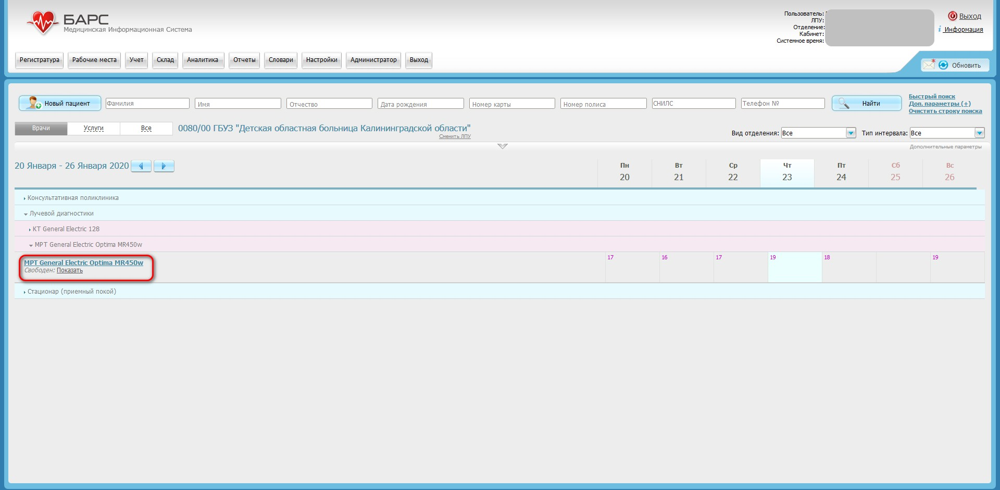 БАРС
Медицинская Информационная Система
Пользователь:
ЛПУ:
Отделение:
Кабинет:
Системное время:
Выход
i Информация
Регистратура Рабочие места Учет Склад Аналитика Отчеты Словари Настройки Администратор Выход
Обновить
Новый пациент Фамилия Имя Отчество Дата рождения Номер карты Номер полиса СНИЛС Телефон № Найти
Быстрый поиск
Доп. параметры (+)
Очистить строку поиска
Врачи Услуги Все 0080/00 ГБУЗ "Детская областная больница Калининградской области"
Сменить ЛПУ
Вид отделения: Все Тип интервала: Все
Дополнительные параметры
20 Января - 26 Января 2020
Пн Вт Ср Чт Пт Сб Вс
20 21 22 23 24 25 26
Консультативная поликлиника
Лучевой диагностики
КТ General Electric 128
МРТ General Electric Optima MR450w
МРТ General Electric Optima MR450w 17 16 17 19 18 19
Свободен: Показать
Стационар (приемный покой)